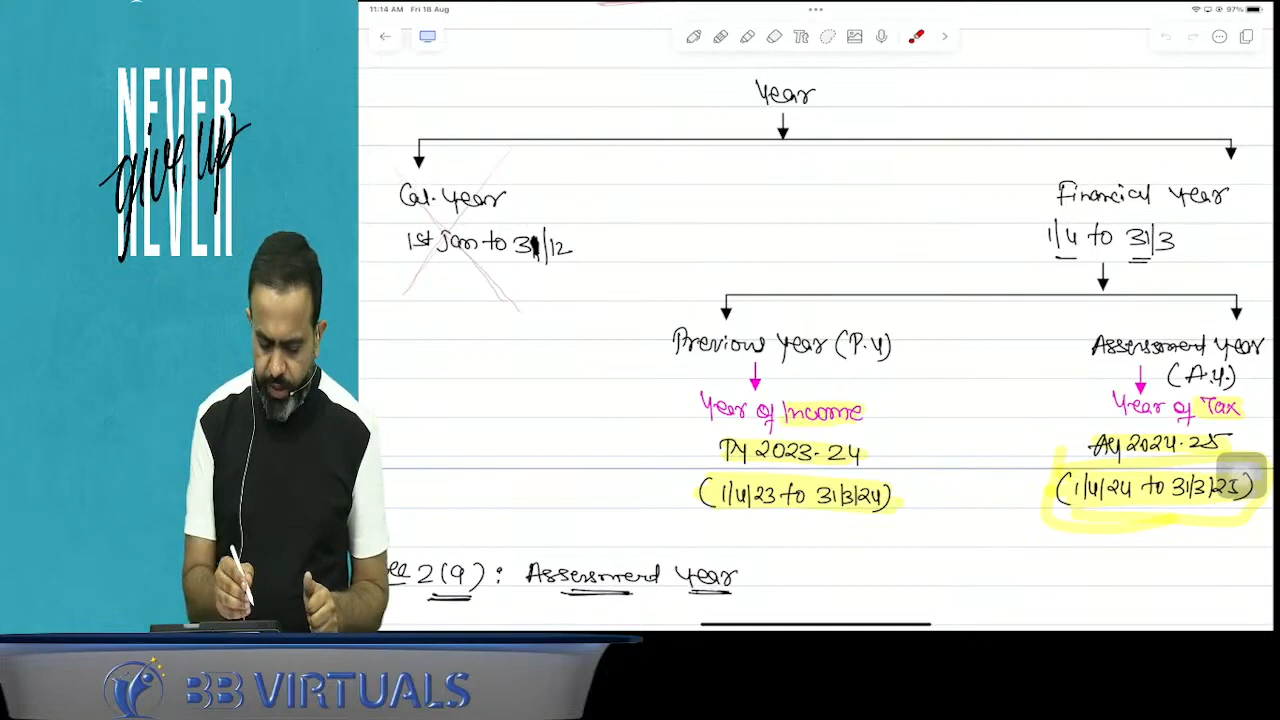 11:14 AM Fri 18 Aug
97%
NEVER
give up
NEVER
Year
Cal. Year
Financial Year
1st Jan to 31/12
1/4 to 31/3
Previous Year (P.Y)
Assessment Year
(A.Y.)
Year of Income
Year of Tax
PY 2023-24
AY 2024-25
(1/4/23 to 31/3/24)
(1/4/24 to 31/3/25)
2(9): Assessment Year
BB VIRTUALS